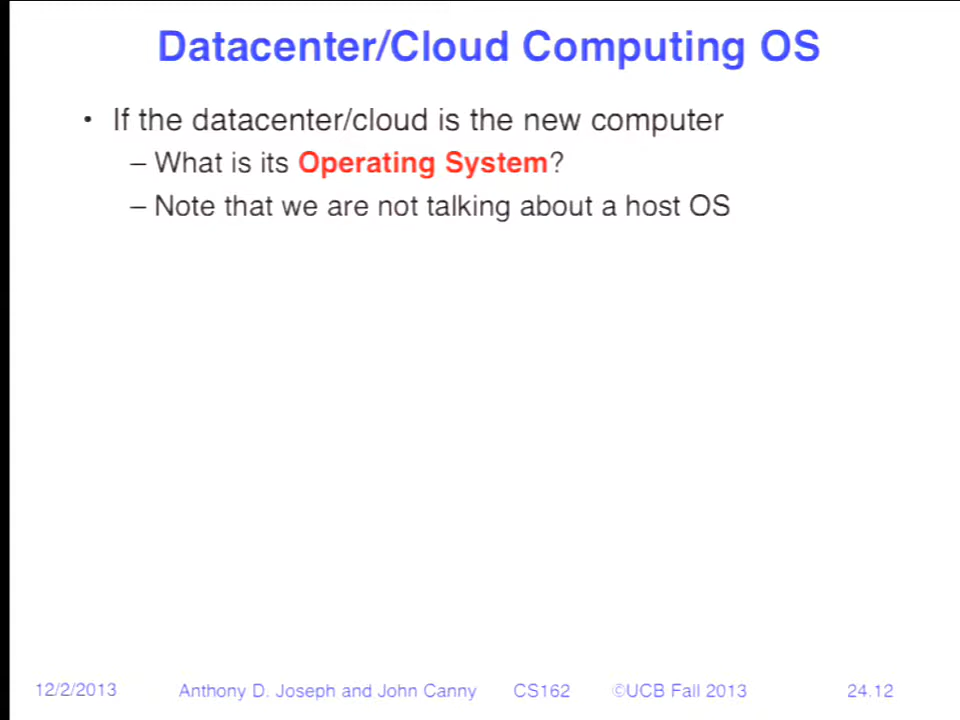 Datacenter/Cloud Computing OS
• If the datacenter/cloud is the new computer
– What is its Operating System?
– Note that we are not talking about a host OS
12/2/2013 Anthony D. Joseph and John Canny CS162 ©UCB Fall 2013 24.12